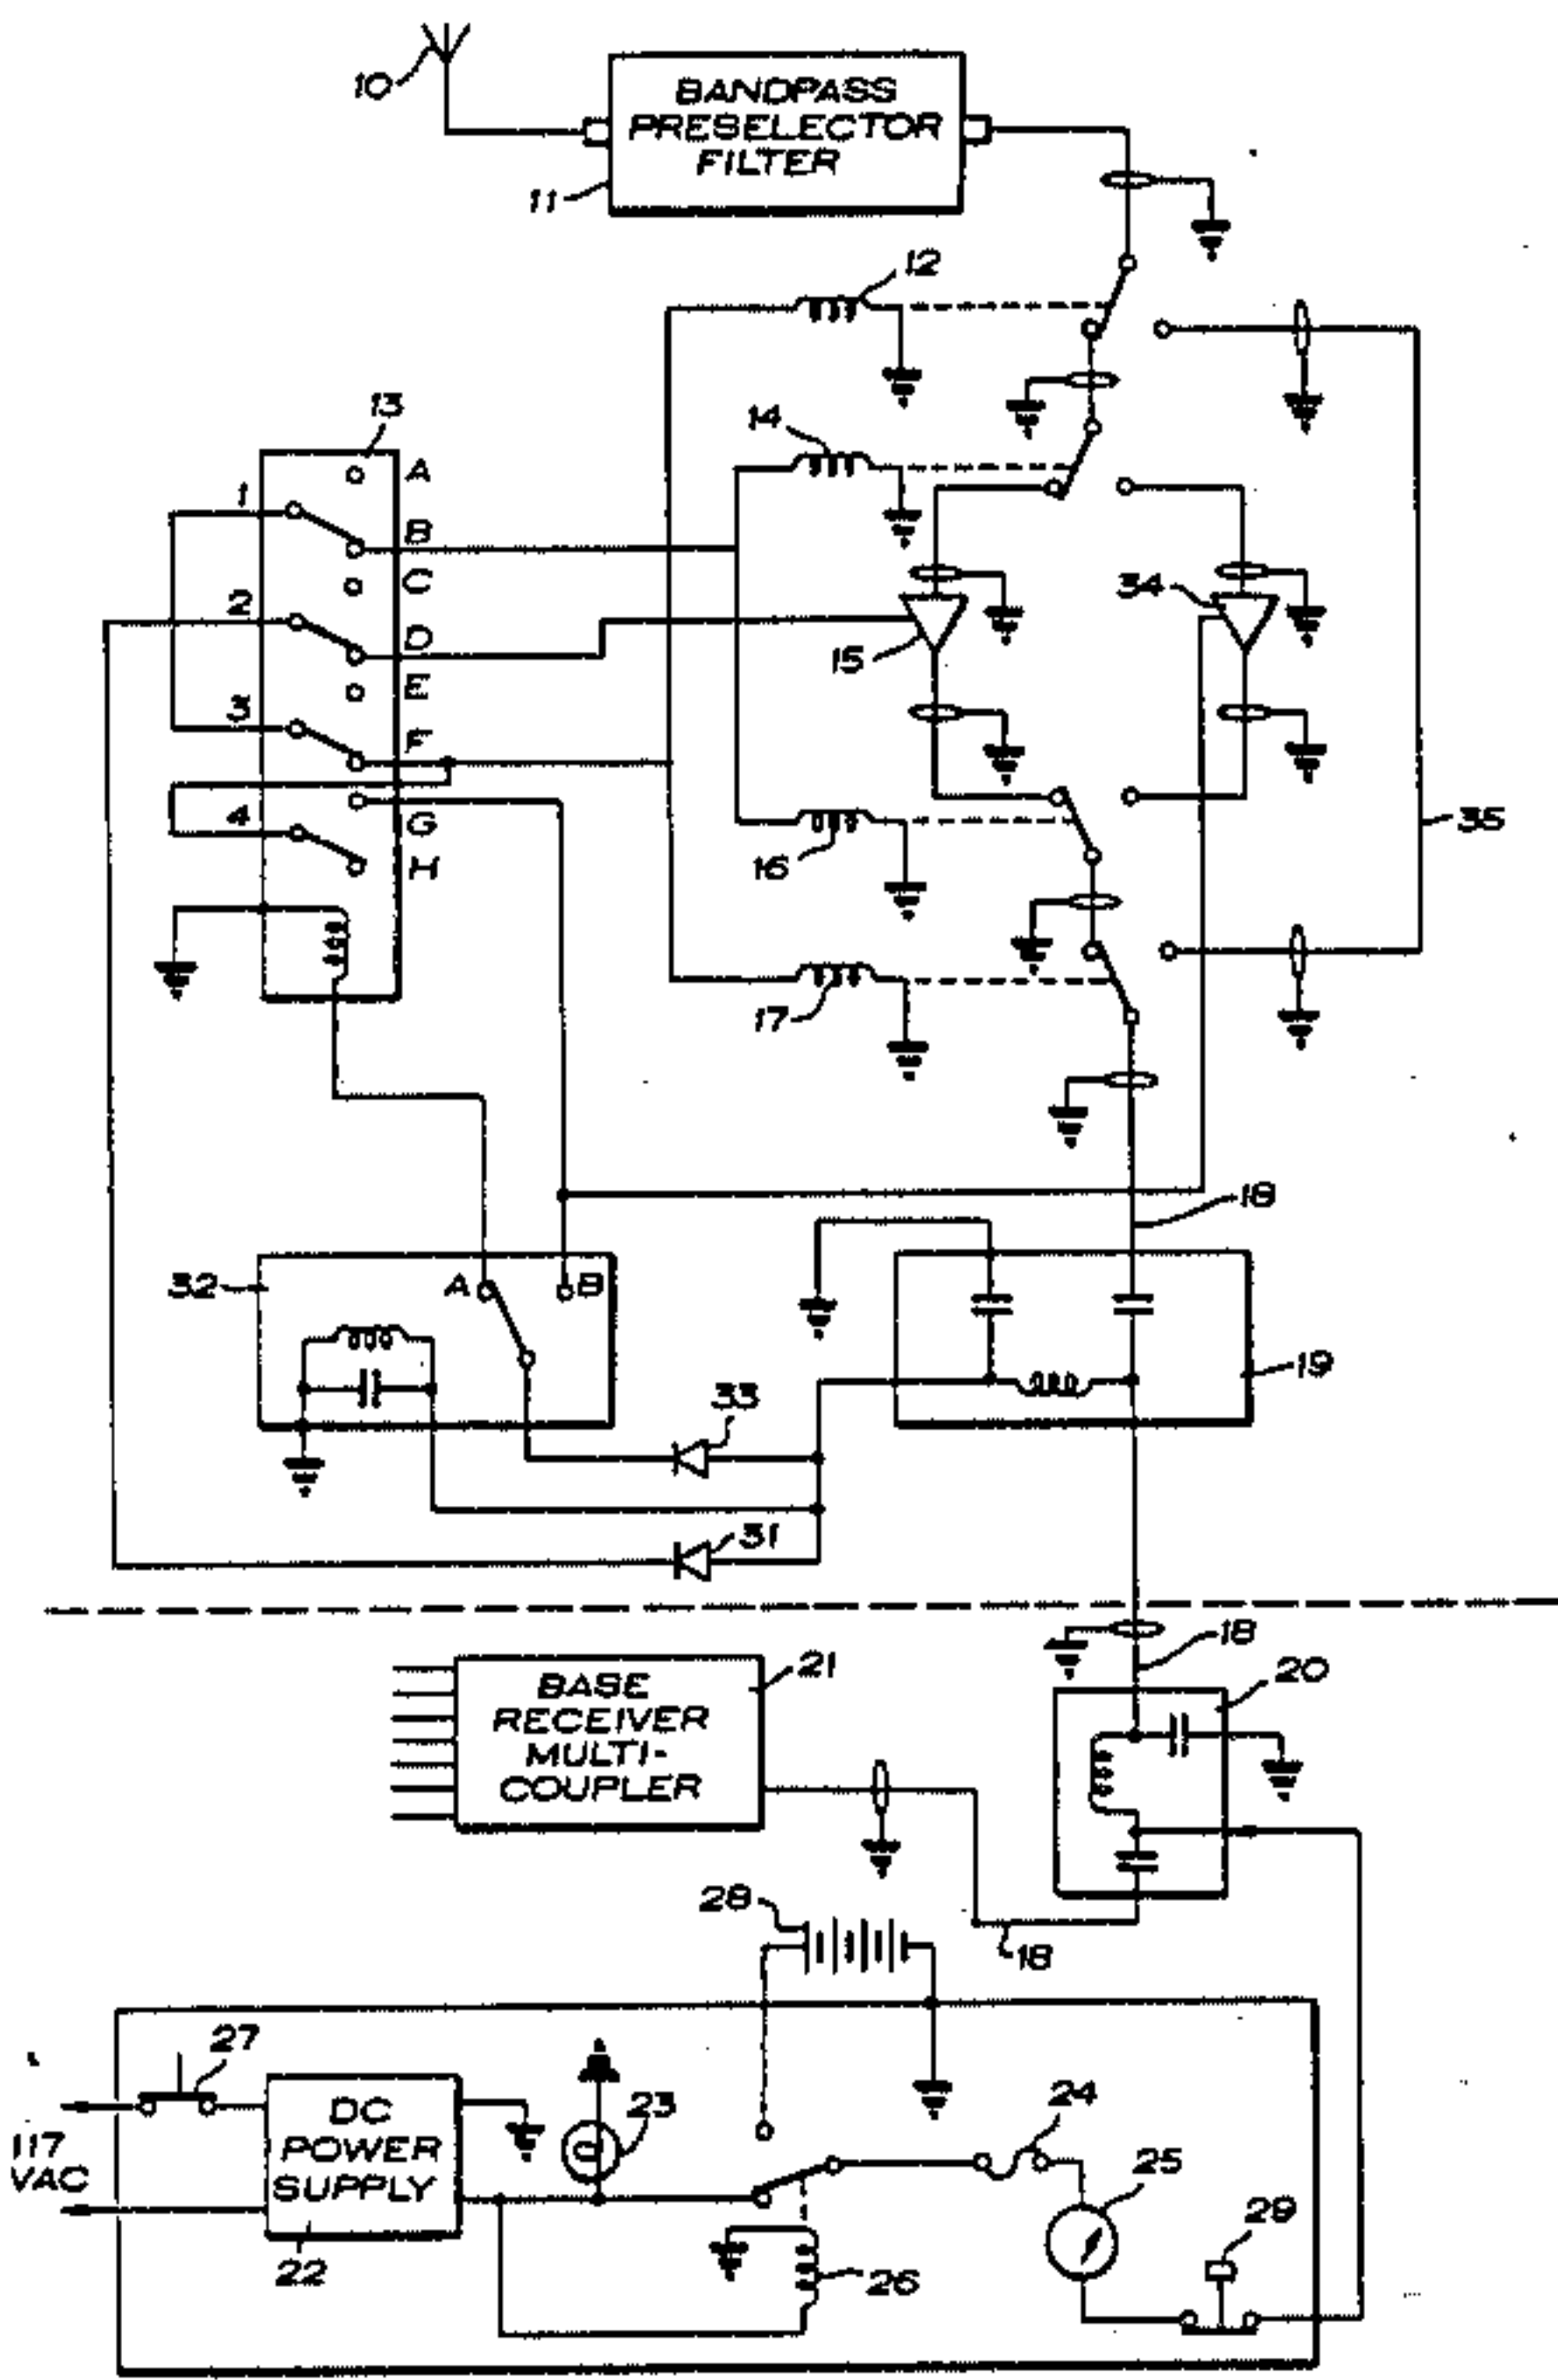 10
BANDPASS
PRESELECTOR
FILTER
11
12
13
14
A
1
B
C
2
D
E
3
F
4
G
H
15
34
35
16
17
18
32
A
B
33
19
31
18
21
BASE
RECEIVER
MULTI-
COUPLER
20
28
18
27
DC
POWER
SUPPLY
22
117
VAC
23
24
25
29
26